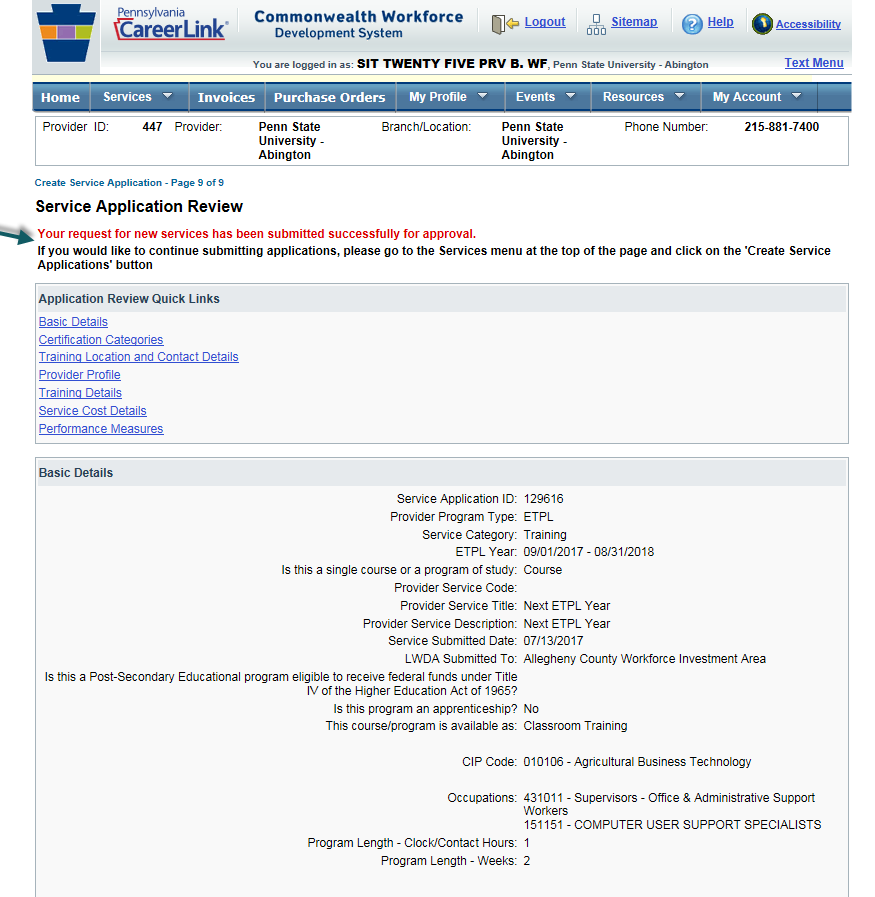 Pennsylvania
CareerLink®
Commonwealth Workforce
Development System
Logout
Sitemap
Help
Accessibility
You are logged in as: SIT TWENTY FIVE PRV B. WF, Penn State University - Abington
Text Menu
Home Services Invoices Purchase Orders My Profile Events Resources My Account
Provider ID: 447 Provider: Penn State University - Abington Branch/Location: Penn State University - Abington Phone Number: 215-881-7400
Create Service Application - Page 9 of 9
Service Application Review
Your request for new services has been submitted successfully for approval.
If you would like to continue submitting applications, please go to the Services menu at the top of the page and click on the 'Create Service
Applications' button
Application Review Quick Links
Basic Details
Certification Categories
Training Location and Contact Details
Provider Profile
Training Details
Service Cost Details
Performance Measures
Basic Details
Service Application ID: 129616
Provider Program Type: ETPL
Service Category: Training
ETPL Year: 09/01/2017 - 08/31/2018
Is this a single course or a program of study: Course
Provider Service Code:
Provider Service Title: Next ETPL Year
Provider Service Description: Next ETPL Year
Service Submitted Date: 07/13/2017
LWDA Submitted To: Allegheny County Workforce Investment Area
Is this a Post-Secondary Educational program eligible to receive federal funds under Title
IV of the Higher Education Act of 1965?
Is this program an apprenticeship? No
This course/program is available as: Classroom Training
CIP Code: 010106 - Agricultural Business Technology
Occupations: 431011 - Supervisors - Office & Administrative Support
Workers
151151 - COMPUTER USER SUPPORT SPECIALISTS
Program Length - Clock/Contact Hours: 1
Program Length - Weeks: 2